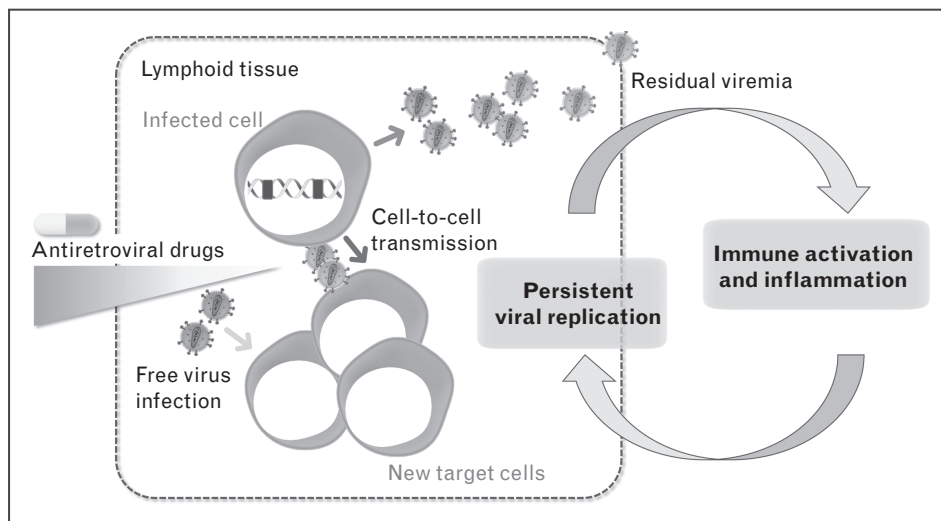 Lymphoid tissue
Residual viremia
Infected cell
Cell-to-cell
transmission
Antiretroviral drugs
Immune activation
and inflammation
Persistent
viral replication
Free virus
infection
New target cells